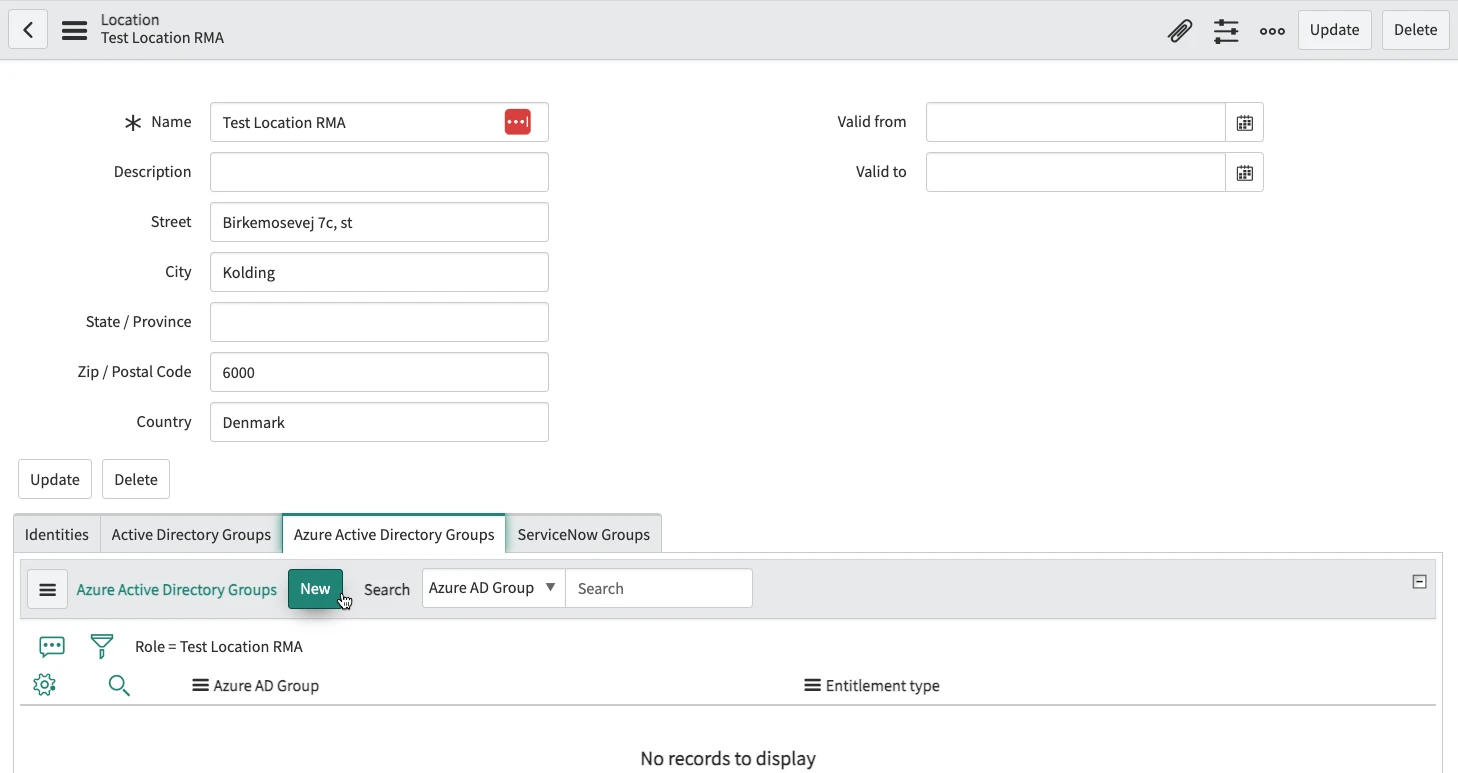 Location
Test Location RMA
Update
Delete
Name
Test Location RMA
Valid from
Description
Valid to
Street
Birkemosevej 7c, st
City
Kolding
State / Province
Zip / Postal Code
6000
Country
Denmark
Update
Delete
Identities
Active Directory Groups
Azure Active Directory Groups
ServiceNow Groups
Azure Active Directory Groups
New
Search
Azure AD Group
Search
Role = Test Location RMA
Azure AD Group
Entitlement type
No records to display